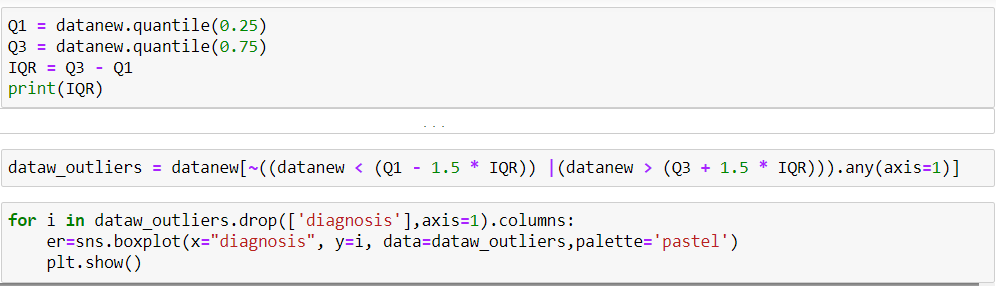 Q1 = datanew.quantile(0.25)
Q3 = datanew.quantile(0.75)
IQR = Q3 - Q1
print(IQR)
...
dataw_outliers = datanew[~((datanew < (Q1 - 1.5 * IQR)) |(datanew > (Q3 + 1.5 * IQR))).any(axis=1)]
for i in dataw_outliers.drop(['diagnosis'],axis=1).columns:
    er=sns.boxplot(x="diagnosis", y=i, data=dataw_outliers,palette='pastel')
    plt.show()